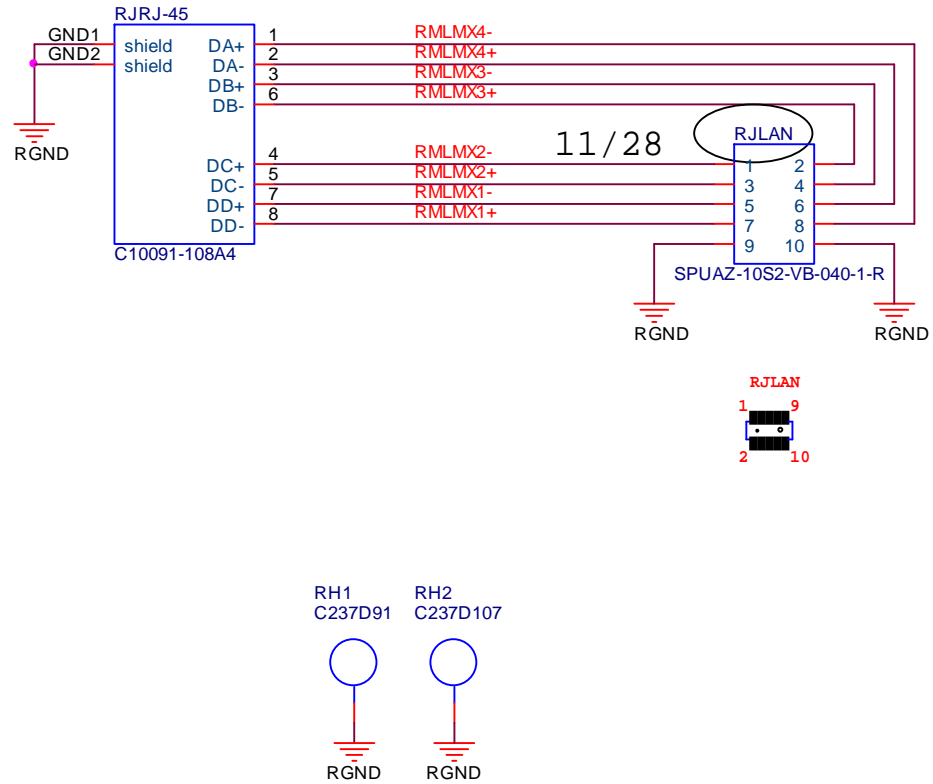 RJRJ-45
GND1 shield DA+ 1 RMLMX4-
GND2 shield DA- 2 RMLMX4+
DB+ 3 RMLMX3-
DB- 6 RMLMX3+
RGND
11/28 RJLAN
DC+ 4 RMLMX2- 1 2
DC- 5 RMLMX2+ 3 4
DD+ 7 RMLMX1- 5 6
DD- 8 RMLMX1+ 7 8
9 10
C10091-108A4
SPUAZ-10S2-VB-040-1-R
RGND RGND
RJLAN
1 9
2 10
RH1 RH2
C237D91 C237D107
RGND RGND